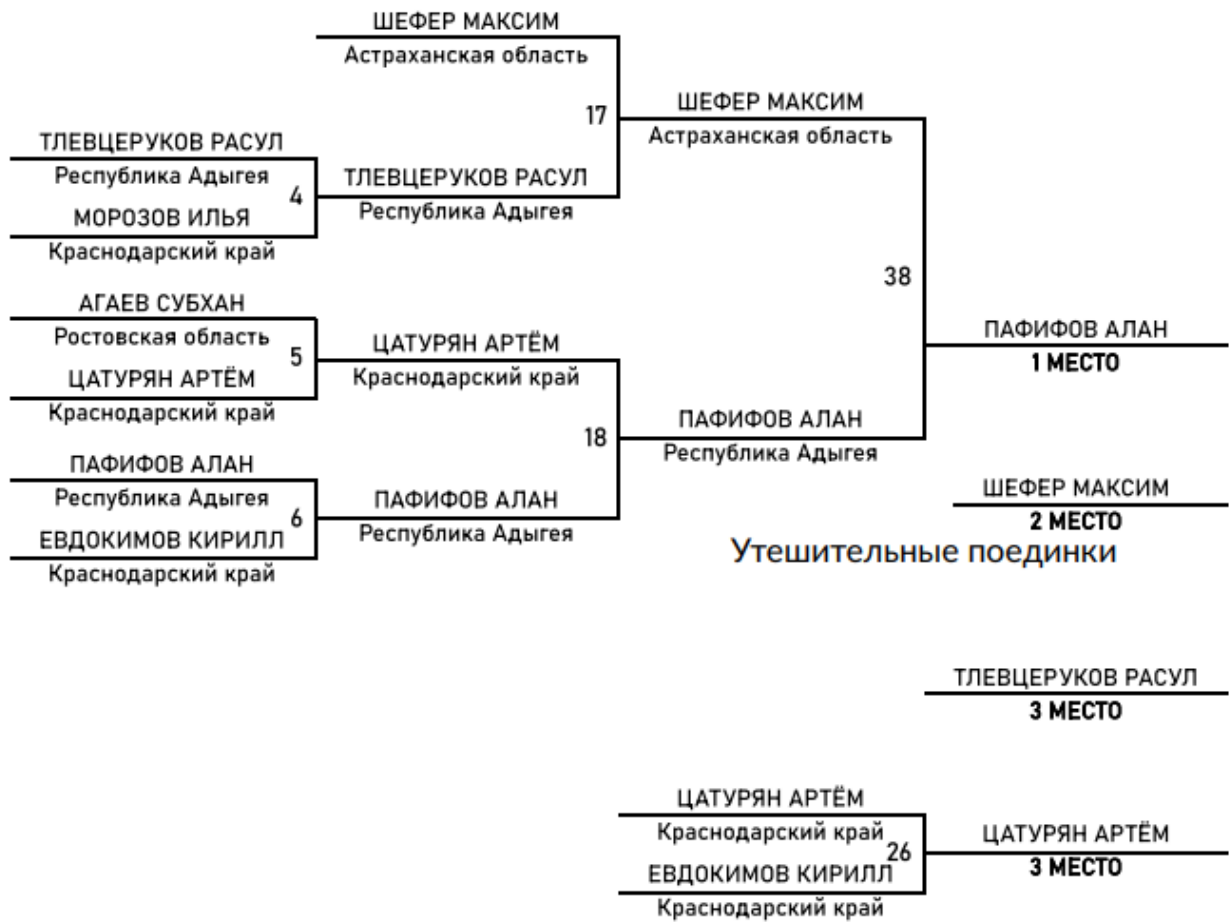 ШЕФЕР МАКСИМ
Астраханская область
17
ШЕФЕР МАКСИМ
Астраханская область
ТЛЕВЦЕРУКОВ РАСУЛ
Республика Адыгея
4
ТЛЕВЦЕРУКОВ РАСУЛ
Республика Адыгея
МОРОЗОВ ИЛЬЯ
Краснодарский край
38
АГАЕВ СУБХАН
Ростовская область
5
ЦАТУРЯН АРТЁМ
Краснодарский край
ЦАТУРЯН АРТЁМ
Краснодарский край
ПАФИФОВ АЛАН
1 МЕСТО
18
ПАФИФОВ АЛАН
Республика Адыгея
ПАФИФОВ АЛАН
Республика Адыгея
6
ПАФИФОВ АЛАН
Республика Адыгея
ЕВДОКИМОВ КИРИЛЛ
Краснодарский край
ШЕФЕР МАКСИМ
2 МЕСТО
Утешительные поединки
ТЛЕВЦЕРУКОВ РАСУЛ
3 МЕСТО
ЦАТУРЯН АРТЁМ
Краснодарский край
26
ЦАТУРЯН АРТЁМ
3 МЕСТО
ЕВДОКИМОВ КИРИЛЛ
Краснодарский край